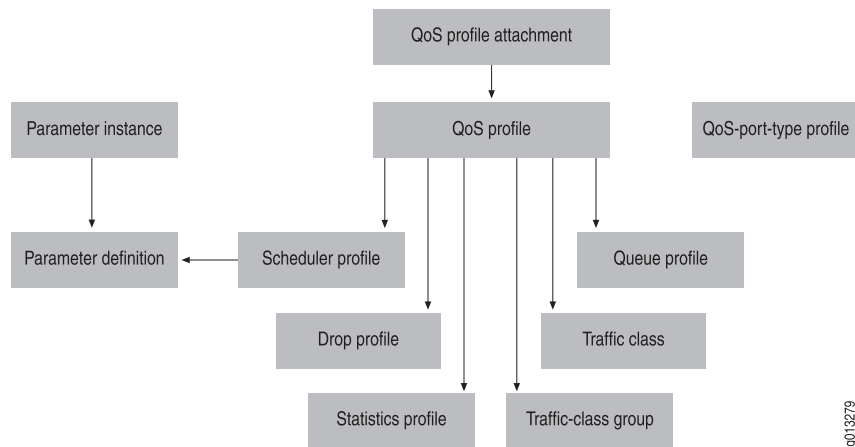 QoS profile attachment
Parameter instance
QoS profile
QoS-port-type profile
Parameter definition
Scheduler profile
Queue profile
Drop profile
Traffic class
Statistics profile
Traffic-class group
g013279